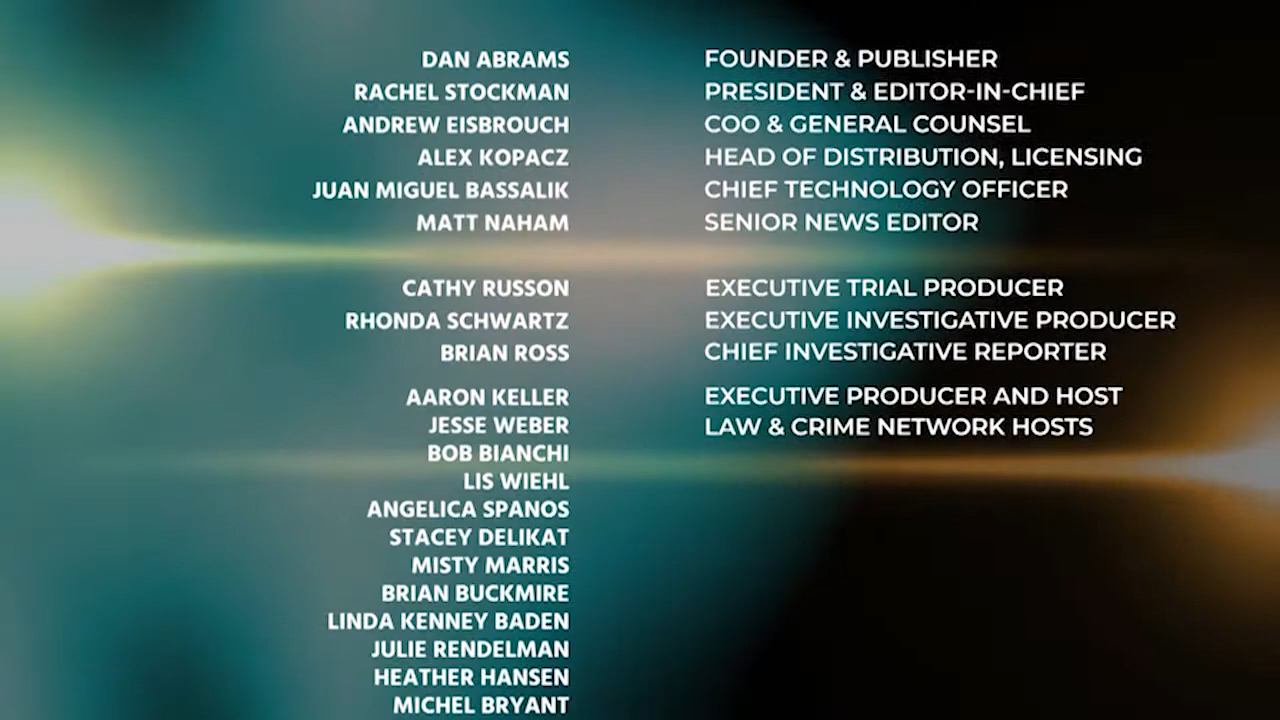 DAN ABRAMS FOUNDER & PUBLISHER
RACHEL STOCKMAN PRESIDENT & EDITOR-IN-CHIEF
ANDREW EISBROUCH COO & GENERAL COUNSEL
ALEX KOPACZ HEAD OF DISTRIBUTION, LICENSING
JUAN MIGUEL BASSALIK CHIEF TECHNOLOGY OFFICER
MATT NAHAM SENIOR NEWS EDITOR
CATHY RUSSON EXECUTIVE TRIAL PRODUCER
RHONDA SCHWARTZ EXECUTIVE INVESTIGATIVE PRODUCER
BRIAN ROSS CHIEF INVESTIGATIVE REPORTER
AARON KELLER EXECUTIVE PRODUCER AND HOST
JESSE WEBER LAW & CRIME NETWORK HOSTS
BOB BIANCHI
LIS WIEHL
ANGELICA SPANOS
STACEY DELIKAT
MISTY MARRIS
BRIAN BUCKMIRE
LINDA KENNEY BADEN
JULIE RENDELMAN
HEATHER HANSEN
MICHEL BRYANT